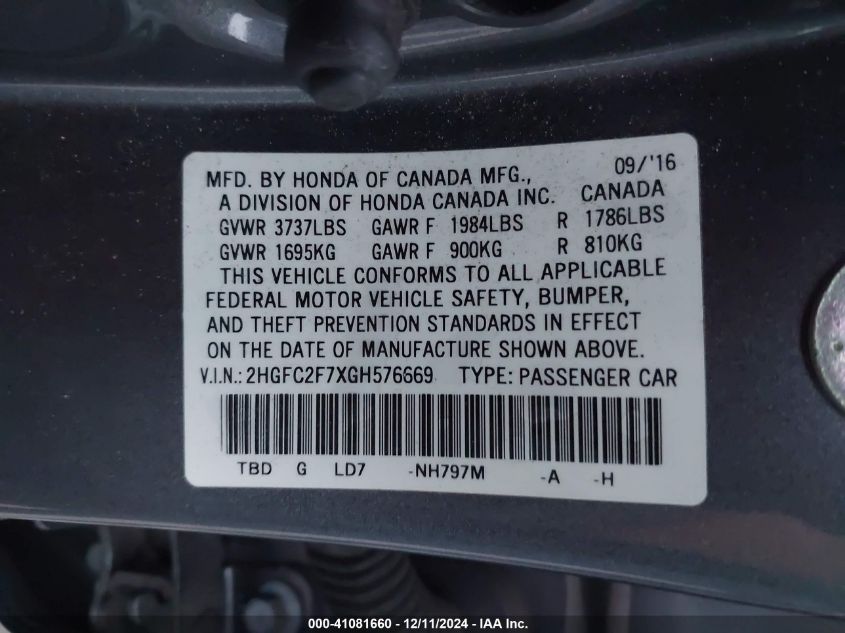 09/'16
MFD. BY HONDA OF CANADA MFG.,
A DIVISION OF HONDA CANADA INC. CANADA
GVWR 3737LBS GAWR F 1984LBS R 1786LBS
GVWR 1695KG GAWR F 900KG R 810KG
THIS VEHICLE CONFORMS TO ALL APPLICABLE
FEDERAL MOTOR VEHICLE SAFETY, BUMPER,
AND THEFT PREVENTION STANDARDS IN EFFECT
ON THE DATE OF MANUFACTURE SHOWN ABOVE.
V.I.N.: 2HGFC2F7XGH576669 TYPE: PASSENGER CAR
TBD G LD7 -NH797M -A -H
000-41081660 - 12/11/2024 - IAA Inc.